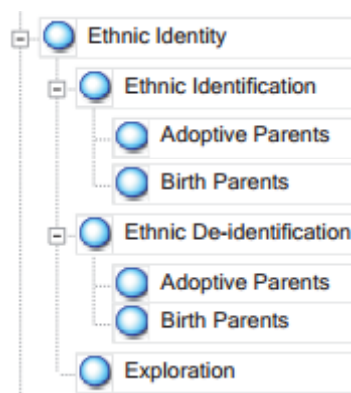 Ethnic Identity
Ethnic Identification
Adoptive Parents
Birth Parents
Ethnic De-identification
Adoptive Parents
Birth Parents
Exploration